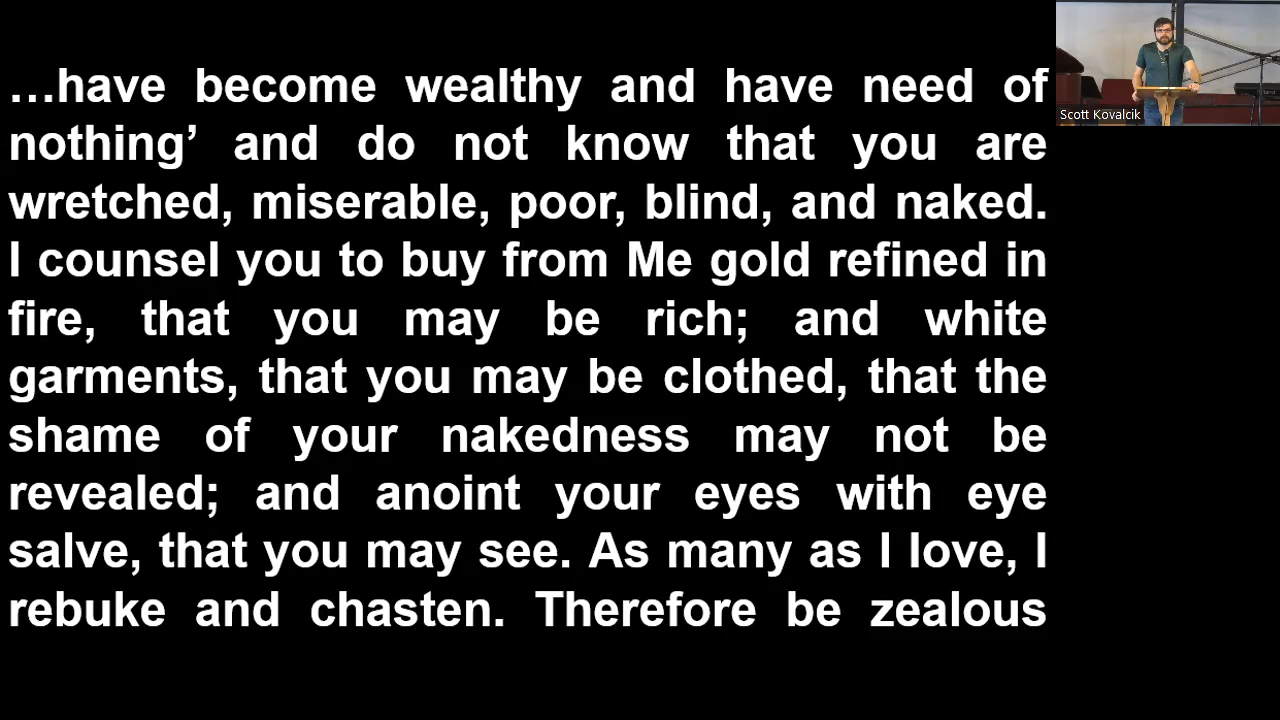 …have become wealthy and have need of
nothing’ and do not know that you are
wretched, miserable, poor, blind, and naked.
I counsel you to buy from Me gold refined in
fire, that you may be rich; and white
garments, that you may be clothed, that the
shame of your nakedness may not be
revealed; and anoint your eyes with eye
salve, that you may see. As many as I love, I
rebuke and chasten. Therefore be zealous
Scott Kovalcik